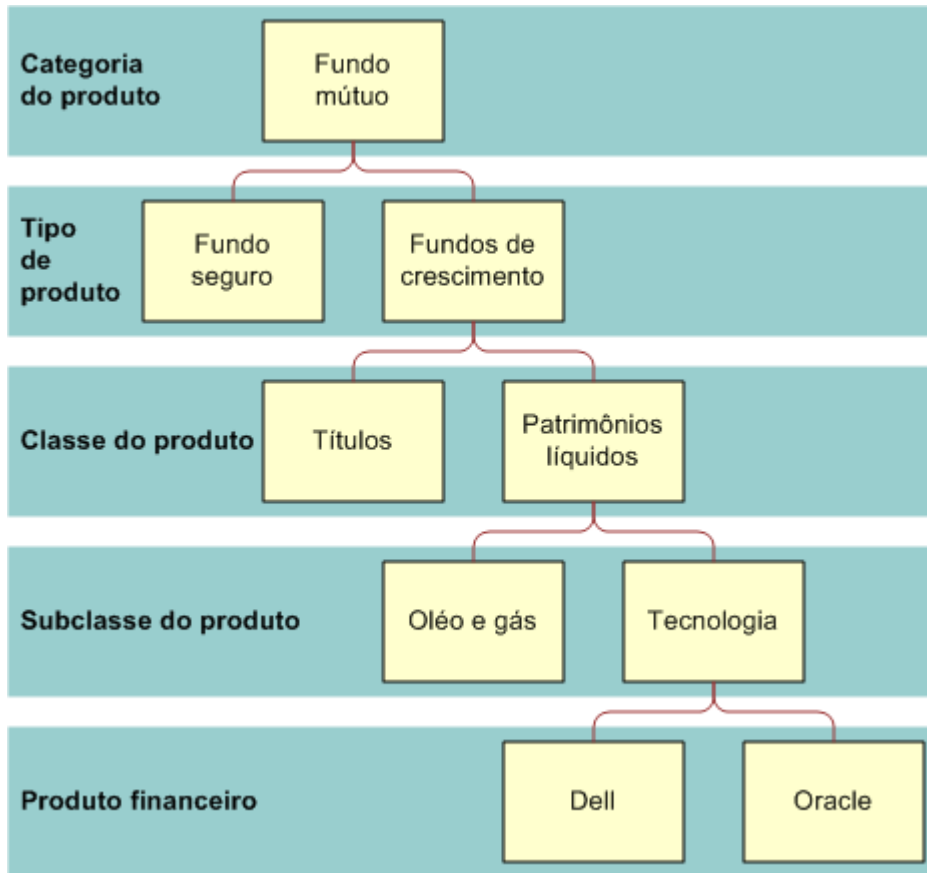 Categoria
do produto
Fundo
mútuo
Tipo
de
produto
Fundo
seguro
Fundos de
crescimento
Classe do produto
Títulos
Patrimônios
líquidos
Subclasse do produto
Oléo e gás
Tecnologia
Produto financeiro
Dell
Oracle